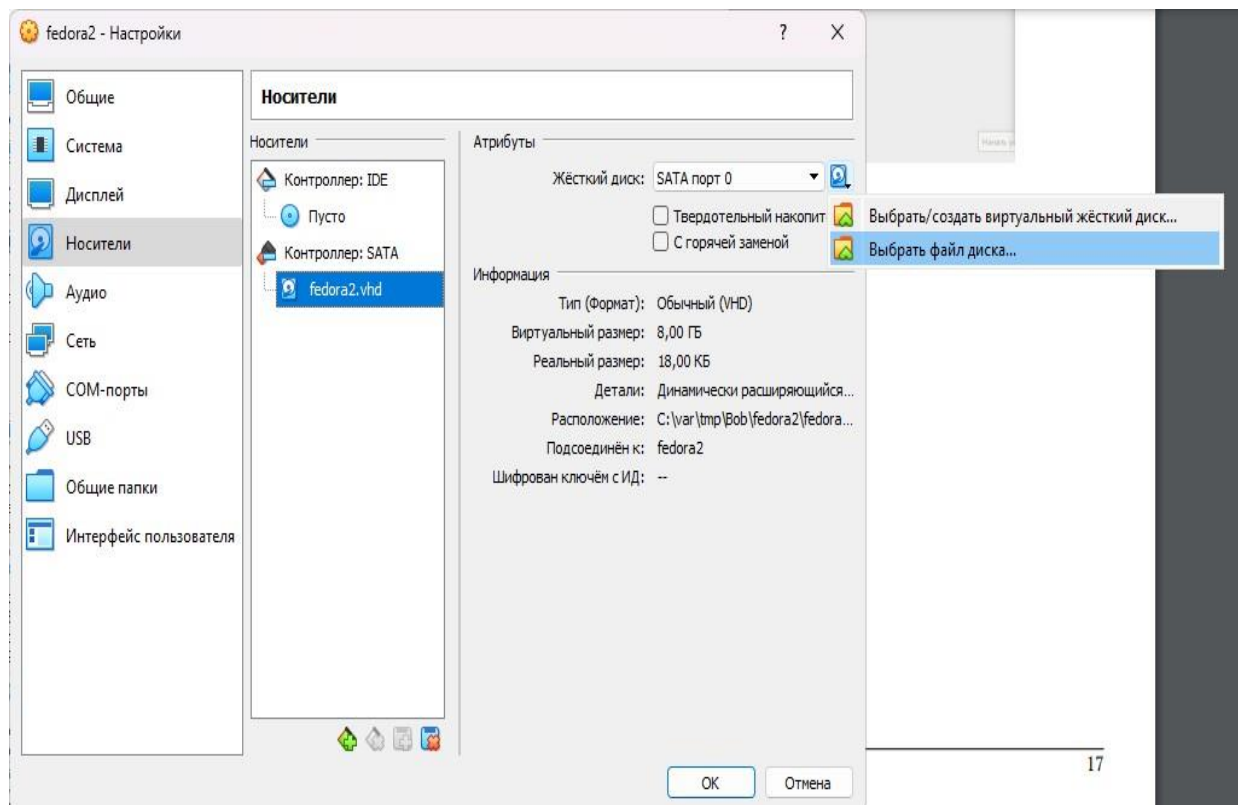 fedora2 - Настройки
? X
Общие
Система
Дисплей
Носители
Аудио
Сеть
COM-порты
USB
Общие папки
Интерфейс пользователя
Носители
Носители
Контроллер: IDE
Пусто
Контроллер: SATA
fedora2.vhd
Атрибуты
Жёсткий диск: SATA порт 0
Твердотельный накопит
С горячей заменой
Выбрать/создать виртуальный жёсткий диск...
Выбрать файл диска...
Информация
Тип (Формат): Обычный (VHD)
Виртуальный размер: 8,00 ГБ
Реальный размер: 18,00 КБ
Детали: Динамически расширяющийся...
Расположение: C:\var\tmp\Bob\fedora2\fedora...
Подсоединён к: fedora2
Шифрован ключём с ИД: --
OK Отмена
17